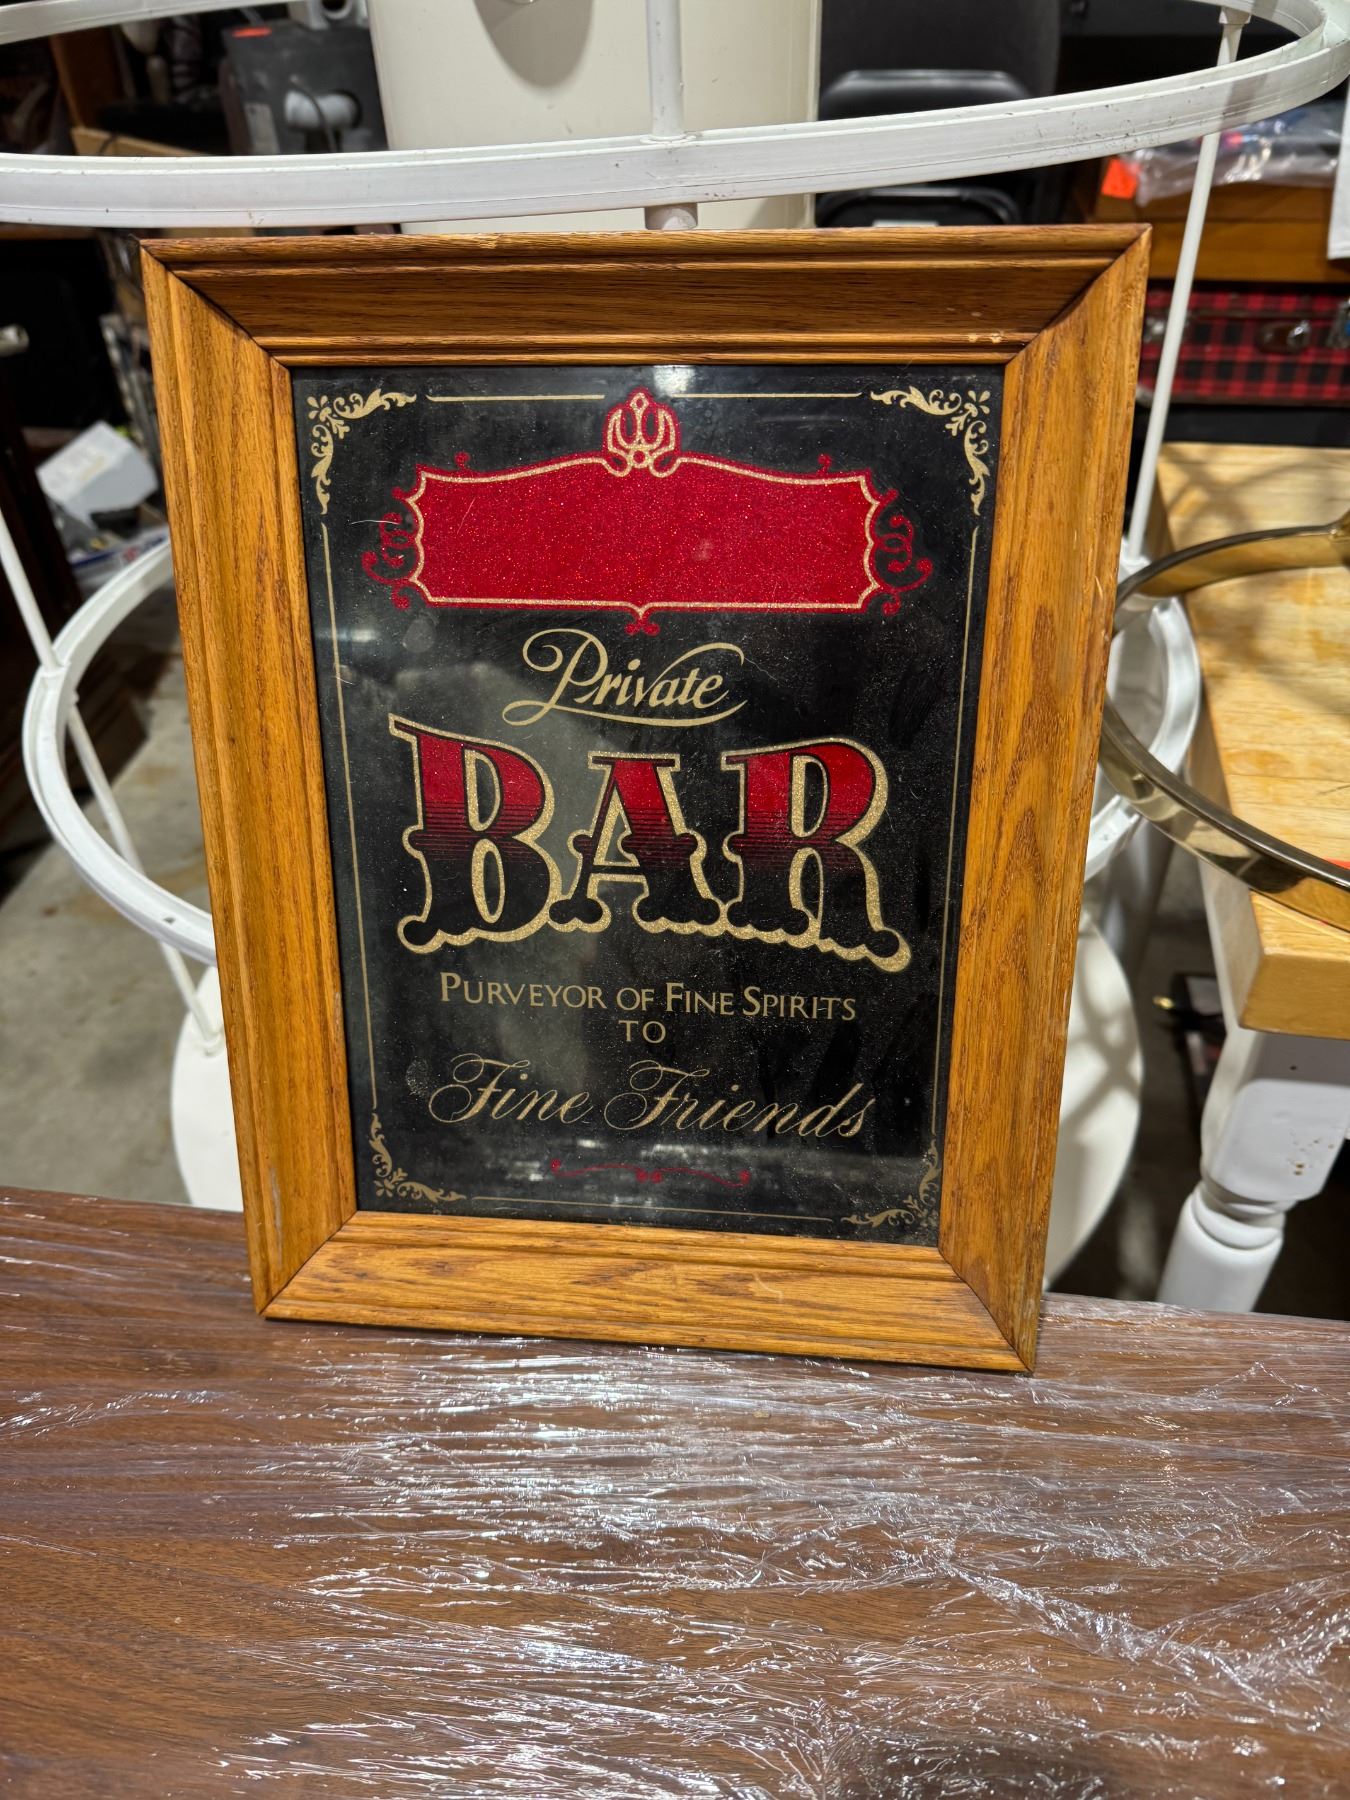 Private
BAR
PURVEYOR OF FINE SPIRITS
TO
Fine Friends